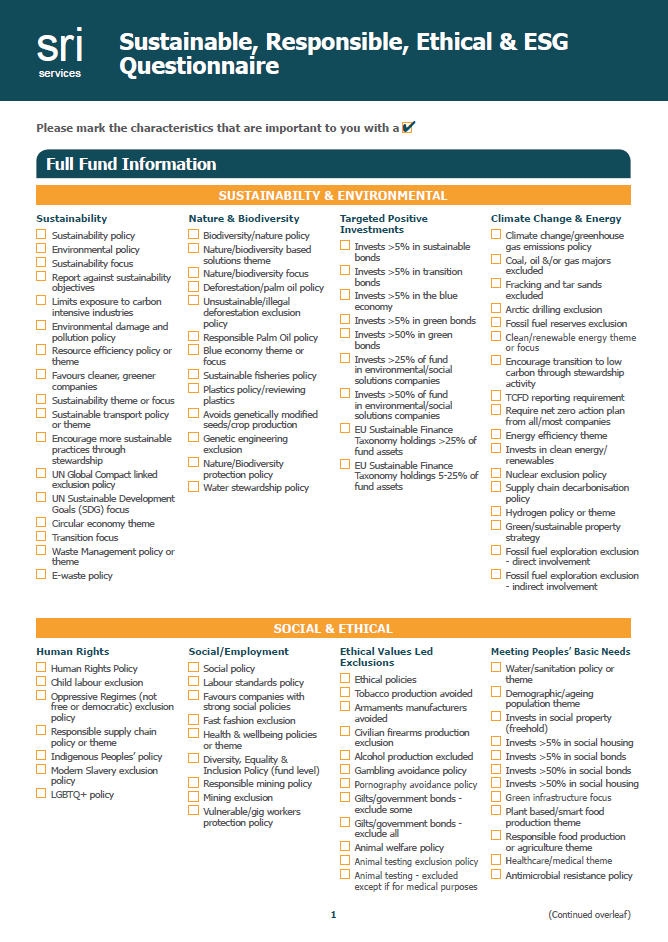 sri
services
Sustainable, Responsible, Ethical & ESG
Questionnaire
Please mark the characteristics that are important to you with a
Full Fund Information
SUSTAINABILTY & ENVIRONMENTAL
Sustainability
Sustainability policy
Environmental policy
Sustainability focus
Report against sustainability
objectives
Limits exposure to carbon
intensive industries
Environmental damage and
pollution policy
Resource efficiency policy or
theme
Favours cleaner, greener
companies
Sustainability theme or focus
Sustainable transport policy
or theme
Encourage more sustainable
practices through
stewardship
UN Global Compact linked
exclusion policy
UN Sustainable Development
Goals (SDG) focus
Circular economy theme
Transition focus
Waste Management policy or
theme
E-waste policy
Nature & Biodiversity
Biodiversity/nature policy
Nature/biodiversity based
solutions theme
Nature/biodiversity focus
Deforestation/palm oil policy
Unsustainable/illegal
deforestation exclusion
policy
Responsible Palm Oil policy
Blue economy theme or
focus
Sustainable fisheries policy
Plastics policy/reviewing
plastics
Avoids genetically modified
seeds/crop production
Genetic engineering
exclusion
Nature/Biodiversity
protection policy
Water stewardship policy
Targeted Positive
Investments
Invests >5% in sustainable
bonds
Invests >5% in transition
bonds
Invests >5% in the blue
economy
Invests >5% in green bonds
Invests >50% in green
bonds
Invests >25% of fund
in environmental/social
solutions companies
Invests >50% of fund
in environmental/social
solutions companies
EU Sustainable Finance
Taxonomy holdings >25% of
fund assets
EU Sustainable Finance
Taxonomy holdings 5-25% of
fund assets
Climate Change & Energy
Climate change/greenhouse
gas emissions policy
Coal, oil &/or gas majors
excluded
Fracking and tar sands
excluded
Arctic drilling exclusion
Fossil fuel reserves exclusion
Clean/renewable energy theme
or focus
Encourage transition to low
carbon through stewardship
activity
TCFD reporting requirement
Require net zero action plan
from all/most companies
Energy efficiency theme
Invests in clean energy/
renewables
Nuclear exclusion policy
Supply chain decarbonisation
policy
Hydrogen policy or theme
Green/sustainable property
strategy
Fossil fuel exploration exclusion
- direct involvement
Fossil fuel exploration exclusion
- indirect involvement
SOCIAL & ETHICAL
Human Rights
Human Rights Policy
Child labour exclusion
Oppressive Regimes (not
free or democratic) exclusion
policy
Responsible supply chain
policy or theme
Indigenous Peoples' policy
Modern Slavery exclusion
policy
LGBTQ+ policy
Social/Employment
Social policy
Labour standards policy
Favours companies with
strong social policies
Fast fashion exclusion
Health & wellbeing policies
or theme
Diversity, Equality &
Inclusion Policy (fund level)
Responsible mining policy
Mining exclusion
Vulnerable/gig workers
protection policy
Ethical Values Led
Exclusions
Ethical policies
Tobacco production avoided
Armaments manufacturers
avoided
Civilian firearms production
exclusion
Alcohol production excluded
Gambling avoidance policy
Pornography avoidance policy
Gilts/government bonds -
exclude some
Gilts/government bonds -
exclude all
Animal welfare policy
Animal testing exclusion policy
Animal testing - excluded
except if for medical purposes
Meeting Peoples' Basic Needs
Water/sanitation policy or
theme
Demographic/ageing
population theme
Invests in social property
(freehold)
Invests >5% in social housing
Invests >5% in social bonds
Invests >50% in social bonds
Invests >50% in social housing
Green infrastructure focus
Plant based/smart food
production theme
Responsible food production
or agriculture theme
Healthcare/medical theme
Antimicrobial resistance policy
1
(Continued overleaf)